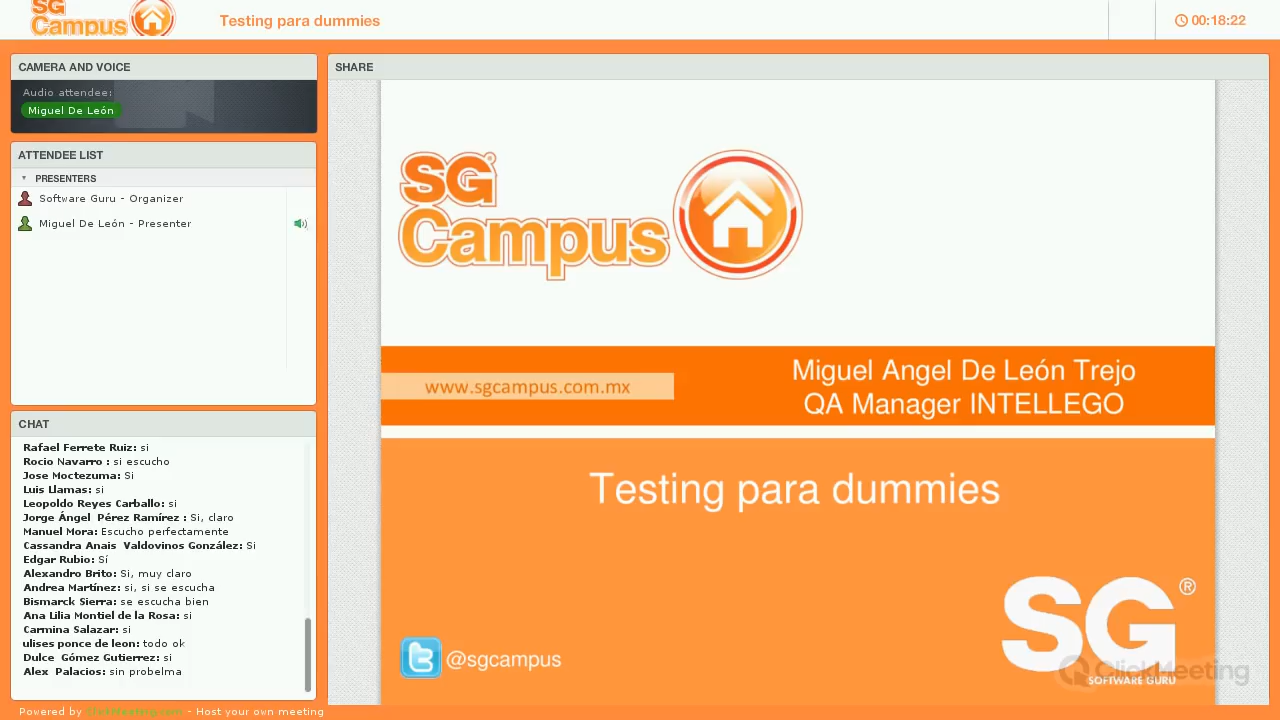 SG
Campus
Testing para dummies
00:18:22
CAMERA AND VOICE
Audio attendee:
Miguel De León
ATTENDEE LIST
PRESENTERS
Software Guru - Organizer
Miguel De León - Presenter
CHAT
Rafael Ferrete Ruiz: si
Rocio Navarro : si escucho
Jose Moctezuma: Si
Luis Llamas: si
Leopoldo Reyes Carballo: si
Jorge Ángel Pérez Ramírez : Si, claro
Manuel Mora: Escucho perfectamente
Cassandra Anais Valdovinos González: Si
Edgar Rubio: Sí
Alexandro Brito: Si, muy claro
Andrea Martínez: si, si se escucha
Bismarck Sierra: se escucha bien
Ana Lilia Montiel de la Rosa: si
Carmina Salazar: si
ulises ponce de leon: todo ok
Dulce Gómez Gutierrez: si
Alex Palacios: sin probelma
Powered by ClickMeeting.com - Host your own meeting
SHARE
SG®
Campus
www.sgcampus.com.mx
Miguel Angel De León Trejo
QA Manager INTELLEGO
Testing para dummies
@sgcampus
SG®
SOFTWARE GURU
ClickMeeting